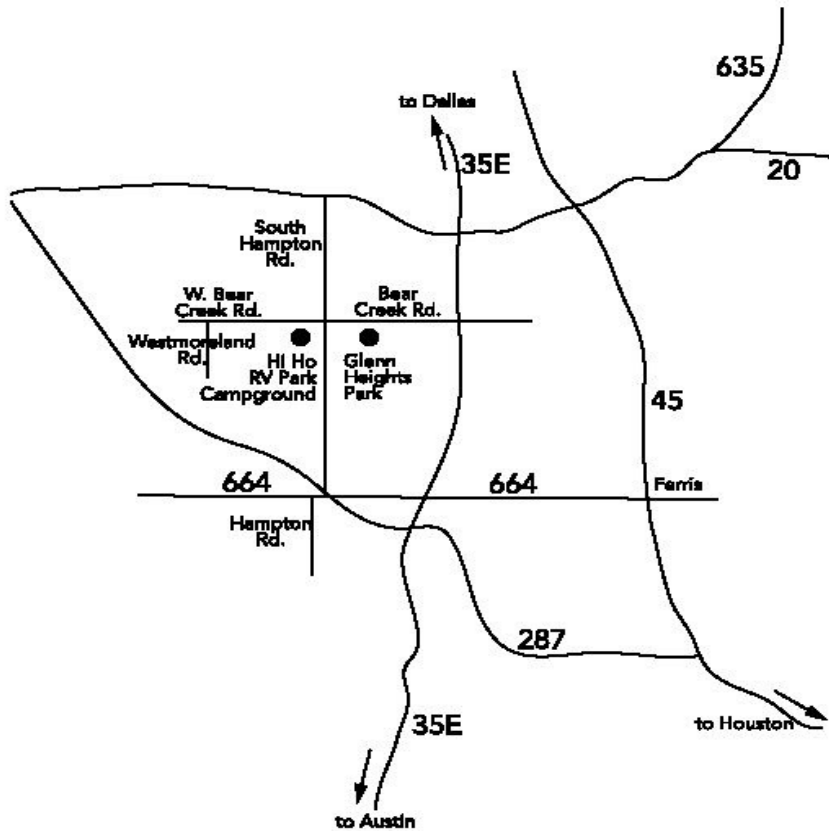 635
to Dallas
35E
20
South
Hampton
Rd.
W. Bear
Creek Rd.
Bear
Creek Rd.
Westmoreland
Rd.
Hi Ho
RV Park
Campground
Glenn
Heights
Park
45
664
664
Ferris
Hampton
Rd.
287
35E
to Houston
to Austin